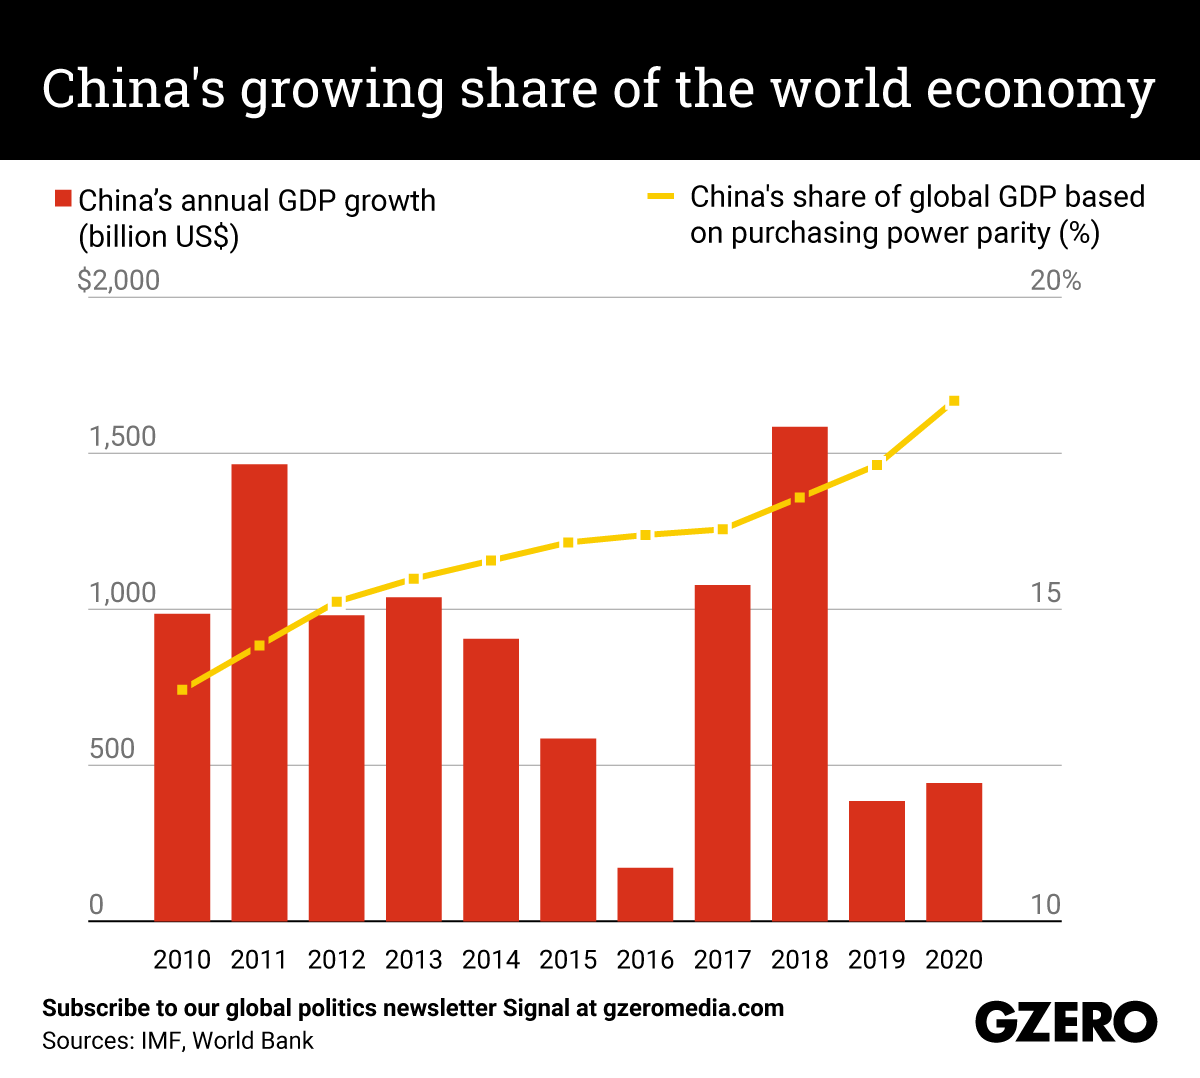 China's growing share of the world economy
China’s annual GDP growth
(billion US$)
China's share of global GDP based
on purchasing power parity (%)
$2,000
20%
1,500
1,000
15
500
0
10
2010 2011 2012 2013 2014 2015 2016 2017 2018 2019 2020
Subscribe to our global politics newsletter Signal at gzeromedia.com
Sources: IMF, World Bank
GZERO